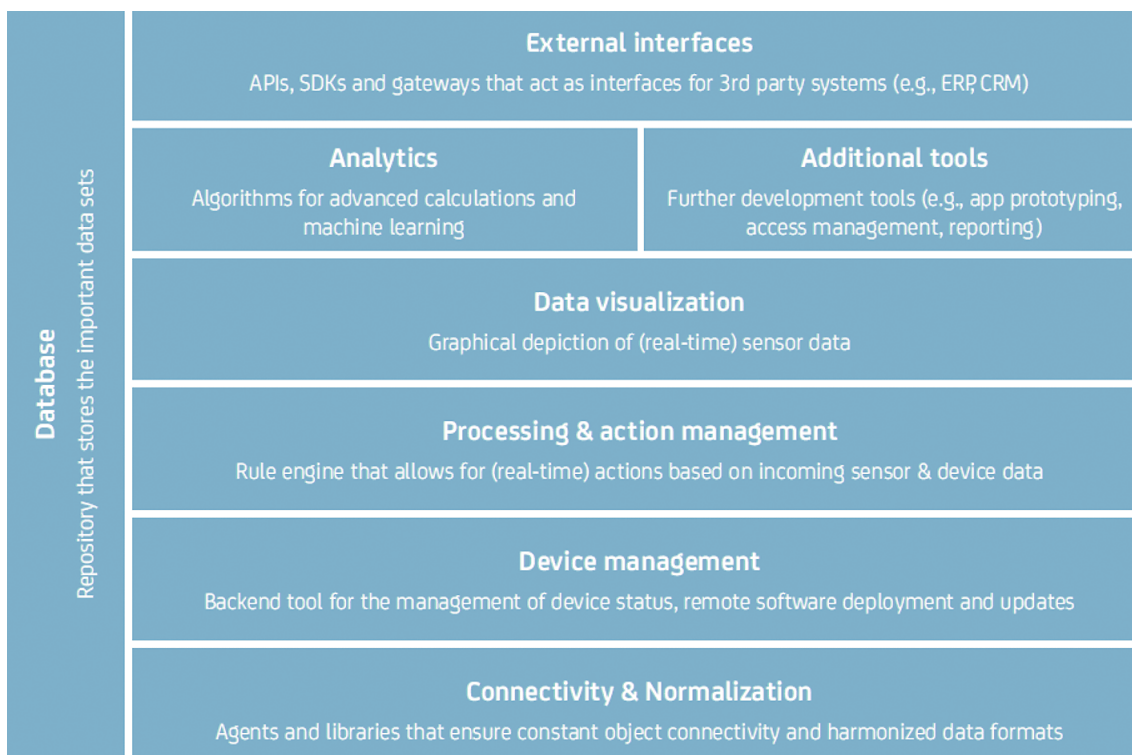 Database
Repository that stores the important data sets
External interfaces
APIs, SDKs and gateways that act as interfaces for 3rd party systems (e.g., ERP, CRM)
Analytics
Algorithms for advanced calculations and
machine learning
Additional tools
Further development tools (e.g., app prototyping,
access management, reporting)
Data visualization
Graphical depiction of (real-time) sensor data
Processing & action management
Rule engine that allows for (real-time) actions based on incoming sensor & device data
Device management
Backend tool for the management of device status, remote software deployment and updates
Connectivity & Normalization
Agents and libraries that ensure constant object connectivity and harmonized data formats